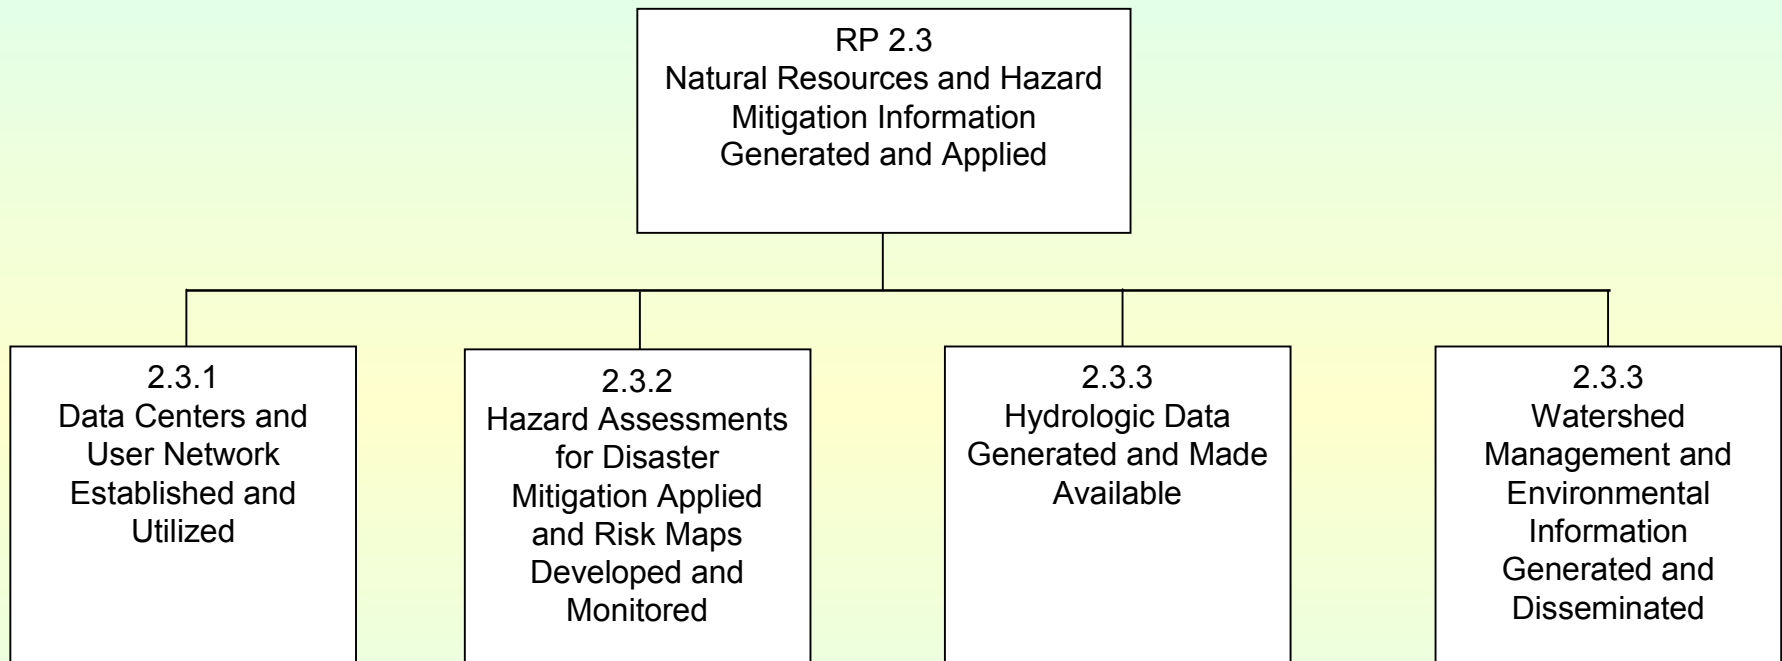 RP 2.3
Natural Resources and Hazard
Mitigation Information
Generated and Applied
2.3.1
Data Centers and
User Network
Established and
Utilized
2.3.2
Hazard Assessments
for Disaster
Mitigation Applied
and Risk Maps
Developed and
Monitored
2.3.3
Hydrologic Data
Generated and Made
Available
2.3.3
Watershed
Management and
Environmental
Information
Generated and
Disseminated